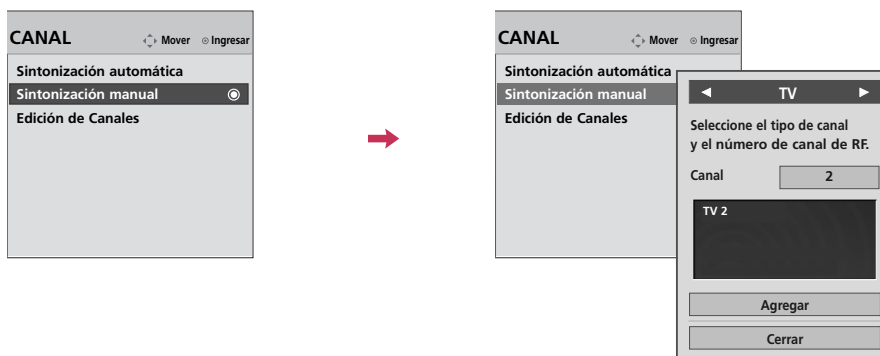 CANAL Mover Ingresar
Sintonización automática
Sintonización manual
Edición de Canales
CANAL Mover Ingresar
Sintonización automática
Sintonización manual
Edición de Canales
TV
Seleccione el tipo de canal
y el número de canal de RF.
Canal 2
TV 2
Agregar
Cerrar